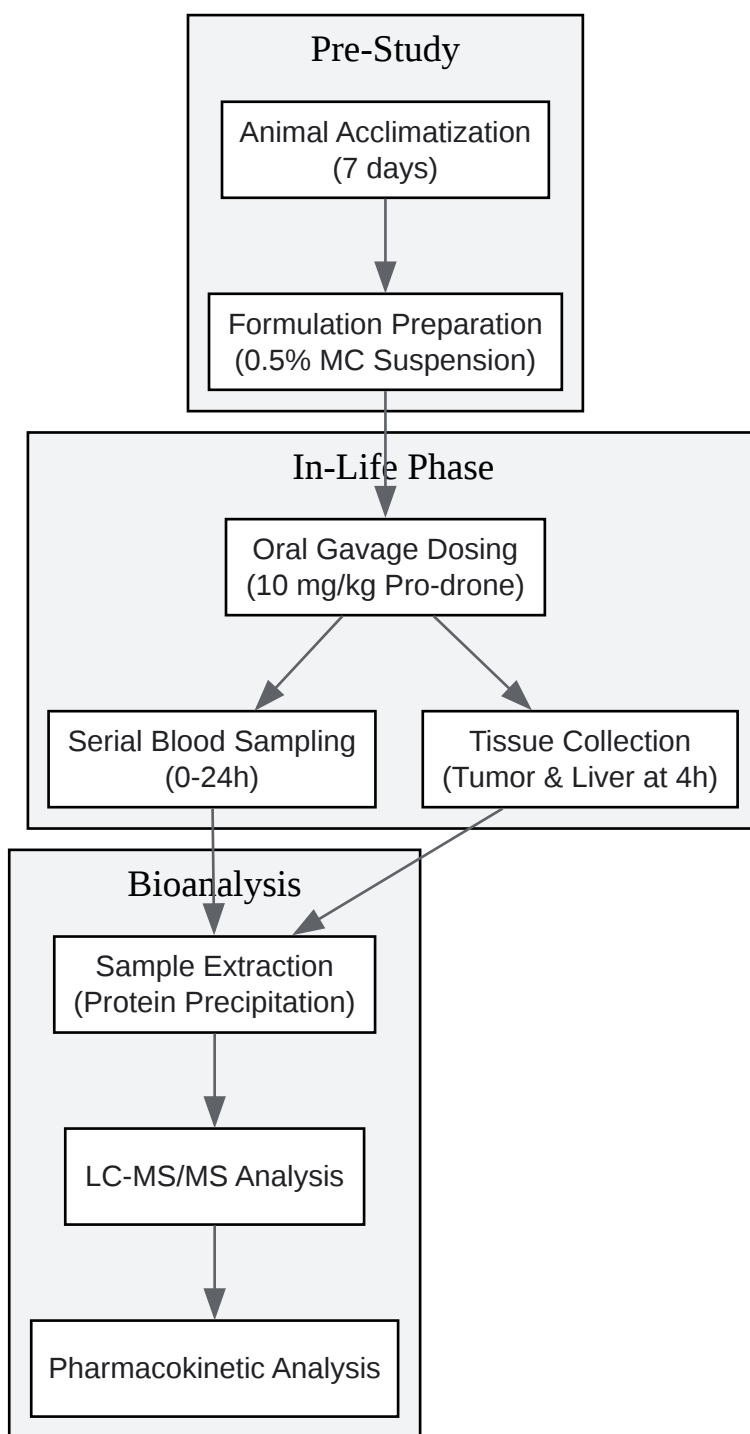 Pre-Study
Animal Acclimatization
(7 days)
Formulation Preparation
(0.5% MC Suspension)
In-Life Phase
Oral Gavage Dosing
(10 mg/kg Pro-drone)
Serial Blood Sampling
(0-24h)
Tissue Collection
(Tumor & Liver at 4h)
Bioanalysis
Sample Extraction
(Protein Precipitation)
LC-MS/MS Analysis
Pharmacokinetic Analysis